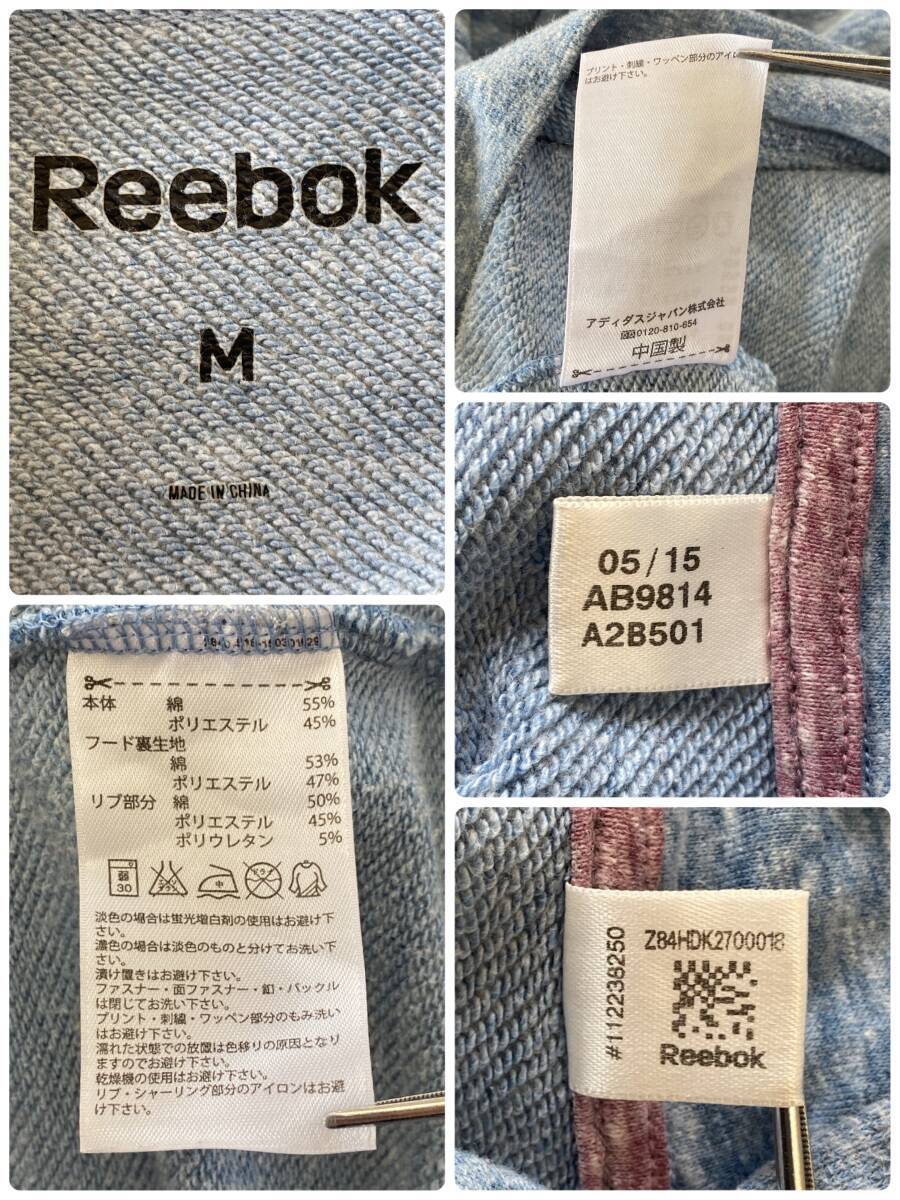 Reebok
M
MADE IN CHINA
プリント・刺繍・ワッペン部分のアイロ
はお避け下さい。
アディダスジャパン株式会社
0120-810-654
中国製
05/15
AB9814
A2B501
本体 綿 55%
ポリエステル 45%
フード裏生地
綿 53%
ポリエステル 47%
リブ部分 綿 50%
ポリエステル 45%
ポリウレタン 5%
弱
30
エンソ
サラシ
中
ドライ
淡色の場合は蛍光増白剤の使用はお避け下
さい。
濃色の場合は淡色のものと分けてお洗い下
さい。
漬け置きはお避け下さい。
ファスナー・面ファスナー・釦・バックル
は閉じてお洗い下さい。
プリント・刺繍・ワッペン部分のもみ洗い
はお避け下さい。
濡れた状態での放置は色移りの原因となり
ますのでお避け下さい。
乾燥機の使用はお避け下さい。
リブ・シャーリング部分のアイロンはお避
け下さい。
#112236250
Z84HDK2700018
Reebok